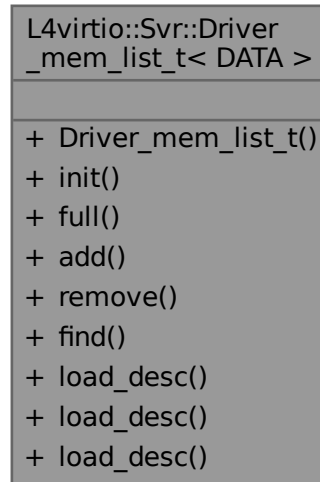 L4virtio::Svr::Driver
_mem_list_t< DATA >
+ Driver_mem_list_t()
+ init()
+ full()
+ add()
+ remove()
+ find()
+ load_desc()
+ load_desc()
+ load_desc()